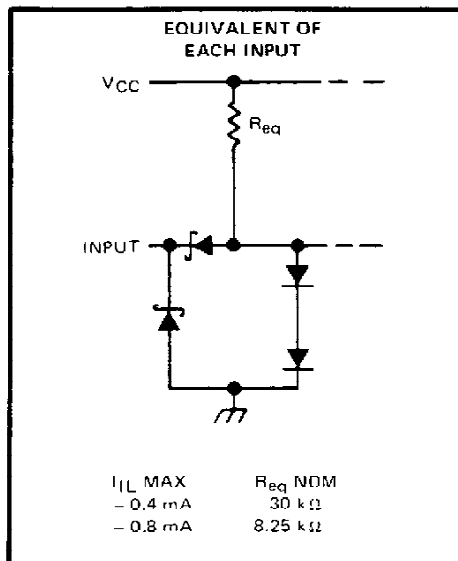 EQUIVALENT OF
EACH INPUT
VCC
Req
INPUT
IIL MAX Req NOM
– 0.4 mA 30 kΩ
– 0.8 mA 8.25 kΩ